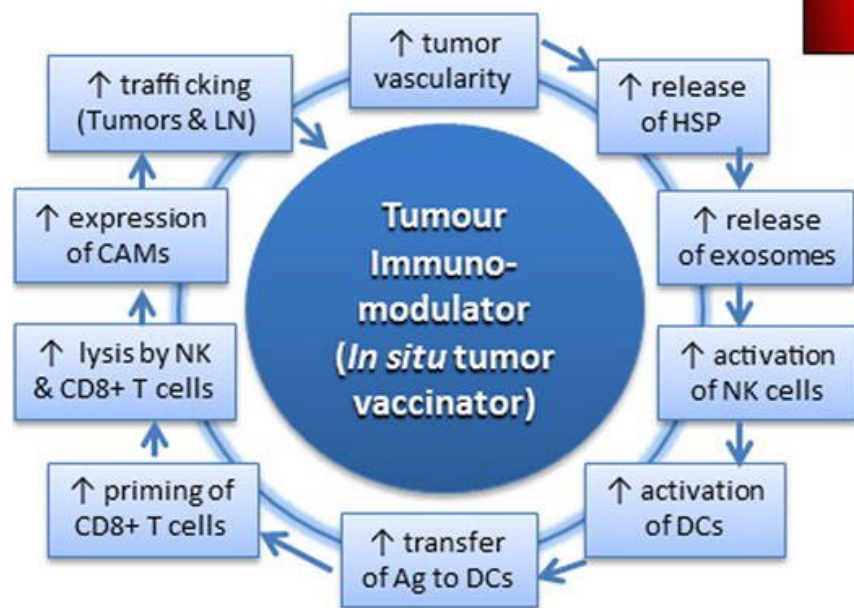 ↑ tumor
vascularity
↑ release
of HSP
↑ release
of exosomes
↑ activation
of NK cells
↑ activation
of DCs
↑ transfer
of Ag to DCs
↑ priming of
CD8+ T cells
↑ lysis by NK
& CD8+ T cells
↑ expression
of CAMs
↑ trafficking
(Tumors & LN)
Tumour
Immuno-
modulator
(In situ tumor
vaccinator)